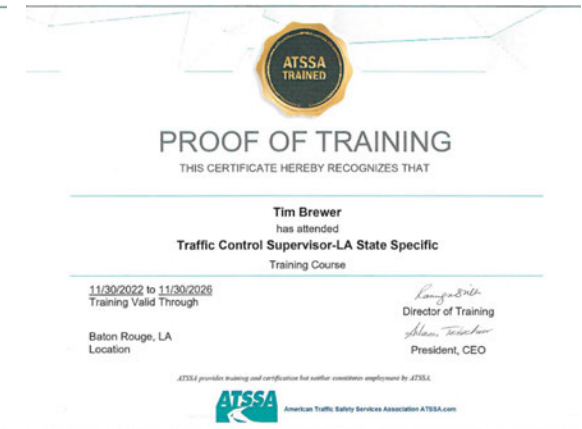 ATSSA
TRAINED
PROOF OF TRAINING
THIS CERTIFICATE HEREBY RECOGNIZES THAT
Tim Brewer
has attended
Traffic Control Supervisor-LA State Specific
Training Course
11/30/2022 to 11/30/2026
Training Valid Through
Director of Training
Baton Rouge, LA
Location
President, CEO
ATSSA provides training and certification but neither constitutes employment by ATSSA.
ATSSA
American Traffic Safety Services Association ATSSA.com